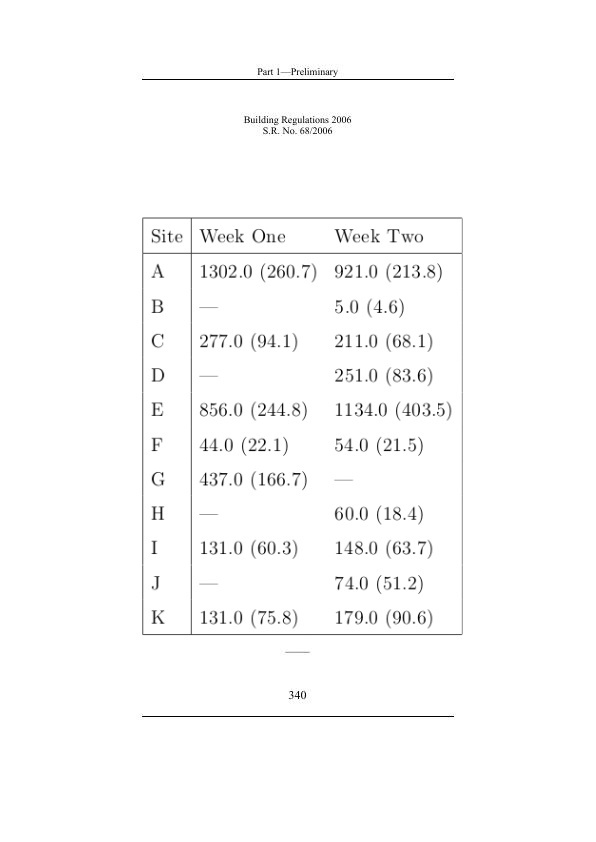 Part 1—Preliminary
Building Regulations 2006
S.R. No. 68/2006
Site Week One Week Two
A 1302.0 (260.7) 921.0 (213.8)
B — 5.0 (4.6)
C 277.0 (94.1) 211.0 (68.1)
D — 251.0 (83.6)
E 856.0 (244.8) 1134.0 (403.5)
F 44.0 (22.1) 54.0 (21.5)
G 437.0 (166.7) —
H — 60.0 (18.4)
I 131.0 (60.3) 148.0 (63.7)
J — 74.0 (51.2)
K 131.0 (75.8) 179.0 (90.6)
340